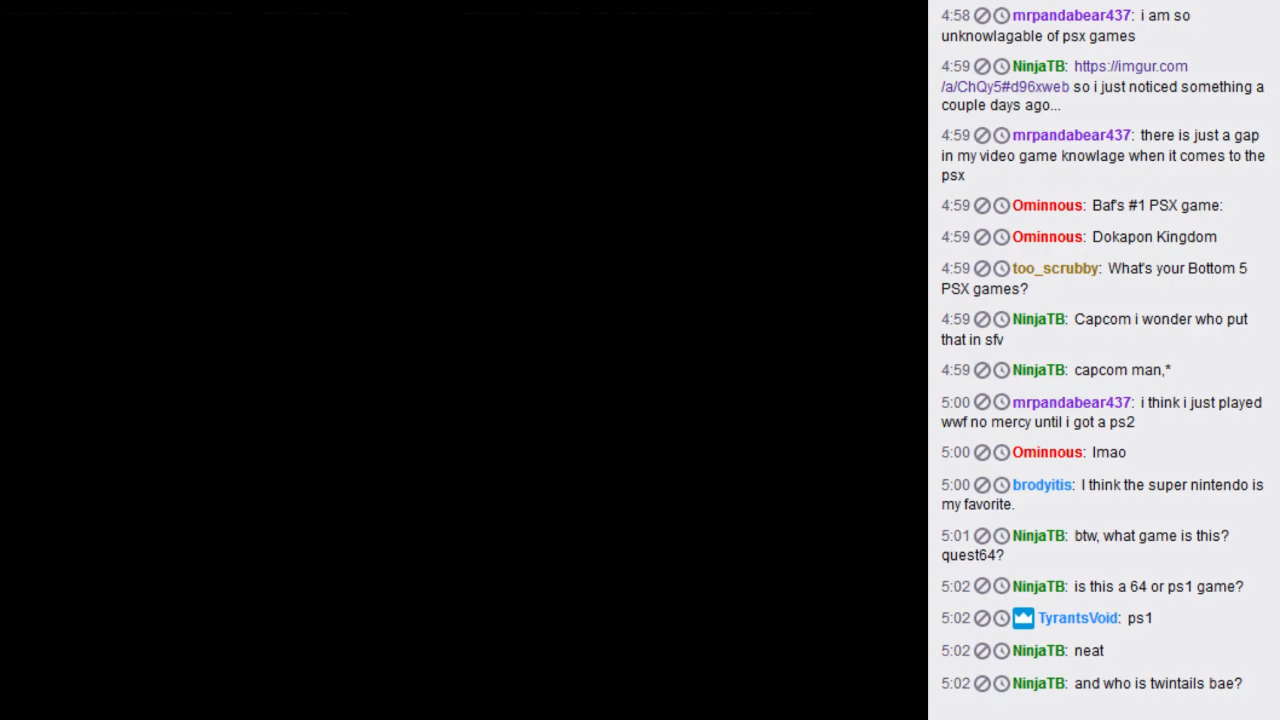 4:58 mrpandabear437: i am so
unknowlagable of psx games
4:59 NinjaTB: https://imgur.com
/a/ChQy5#d96xweb so i just noticed something a
couple days ago...
4:59 mrpandabear437: there is just a gap
in my video game knowlage when it comes to the
psx
4:59 Ominnous: Baf's #1 PSX game:
4:59 Ominnous: Dokapon Kingdom
4:59 too_scrubby: What's your Bottom 5
PSX games?
4:59 NinjaTB: Capcom i wonder who put
that in sfv
4:59 NinjaTB: capcom man,*
5:00 mrpandabear437: i think i just played
wwf no mercy until i got a ps2
5:00 Ominnous: lmao
5:00 brodyitis: I think the super nintendo is
my favorite.
5:01 NinjaTB: btw, what game is this?
quest64?
5:02 NinjaTB: is this a 64 or ps1 game?
5:02 TyrantsVoid: ps1
5:02 NinjaTB: neat
5:02 NinjaTB: and who is twintails bae?